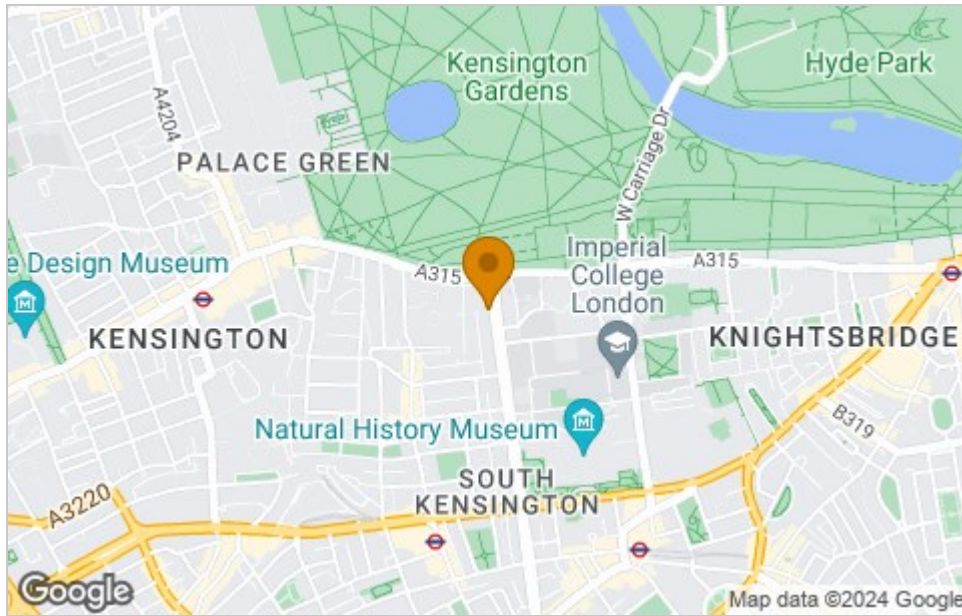 Kensington
Gardens
Hyde Park
A4204
PALACE GREEN
W Carriage Dr
e Design Museum
A315
Imperial
College
London
A315
KENSINGTON
KNIGHTSBRIDGE
B319
Natural History Museum
SOUTH
KENSINGTON
A3220
Google
Map data ©2024 Google